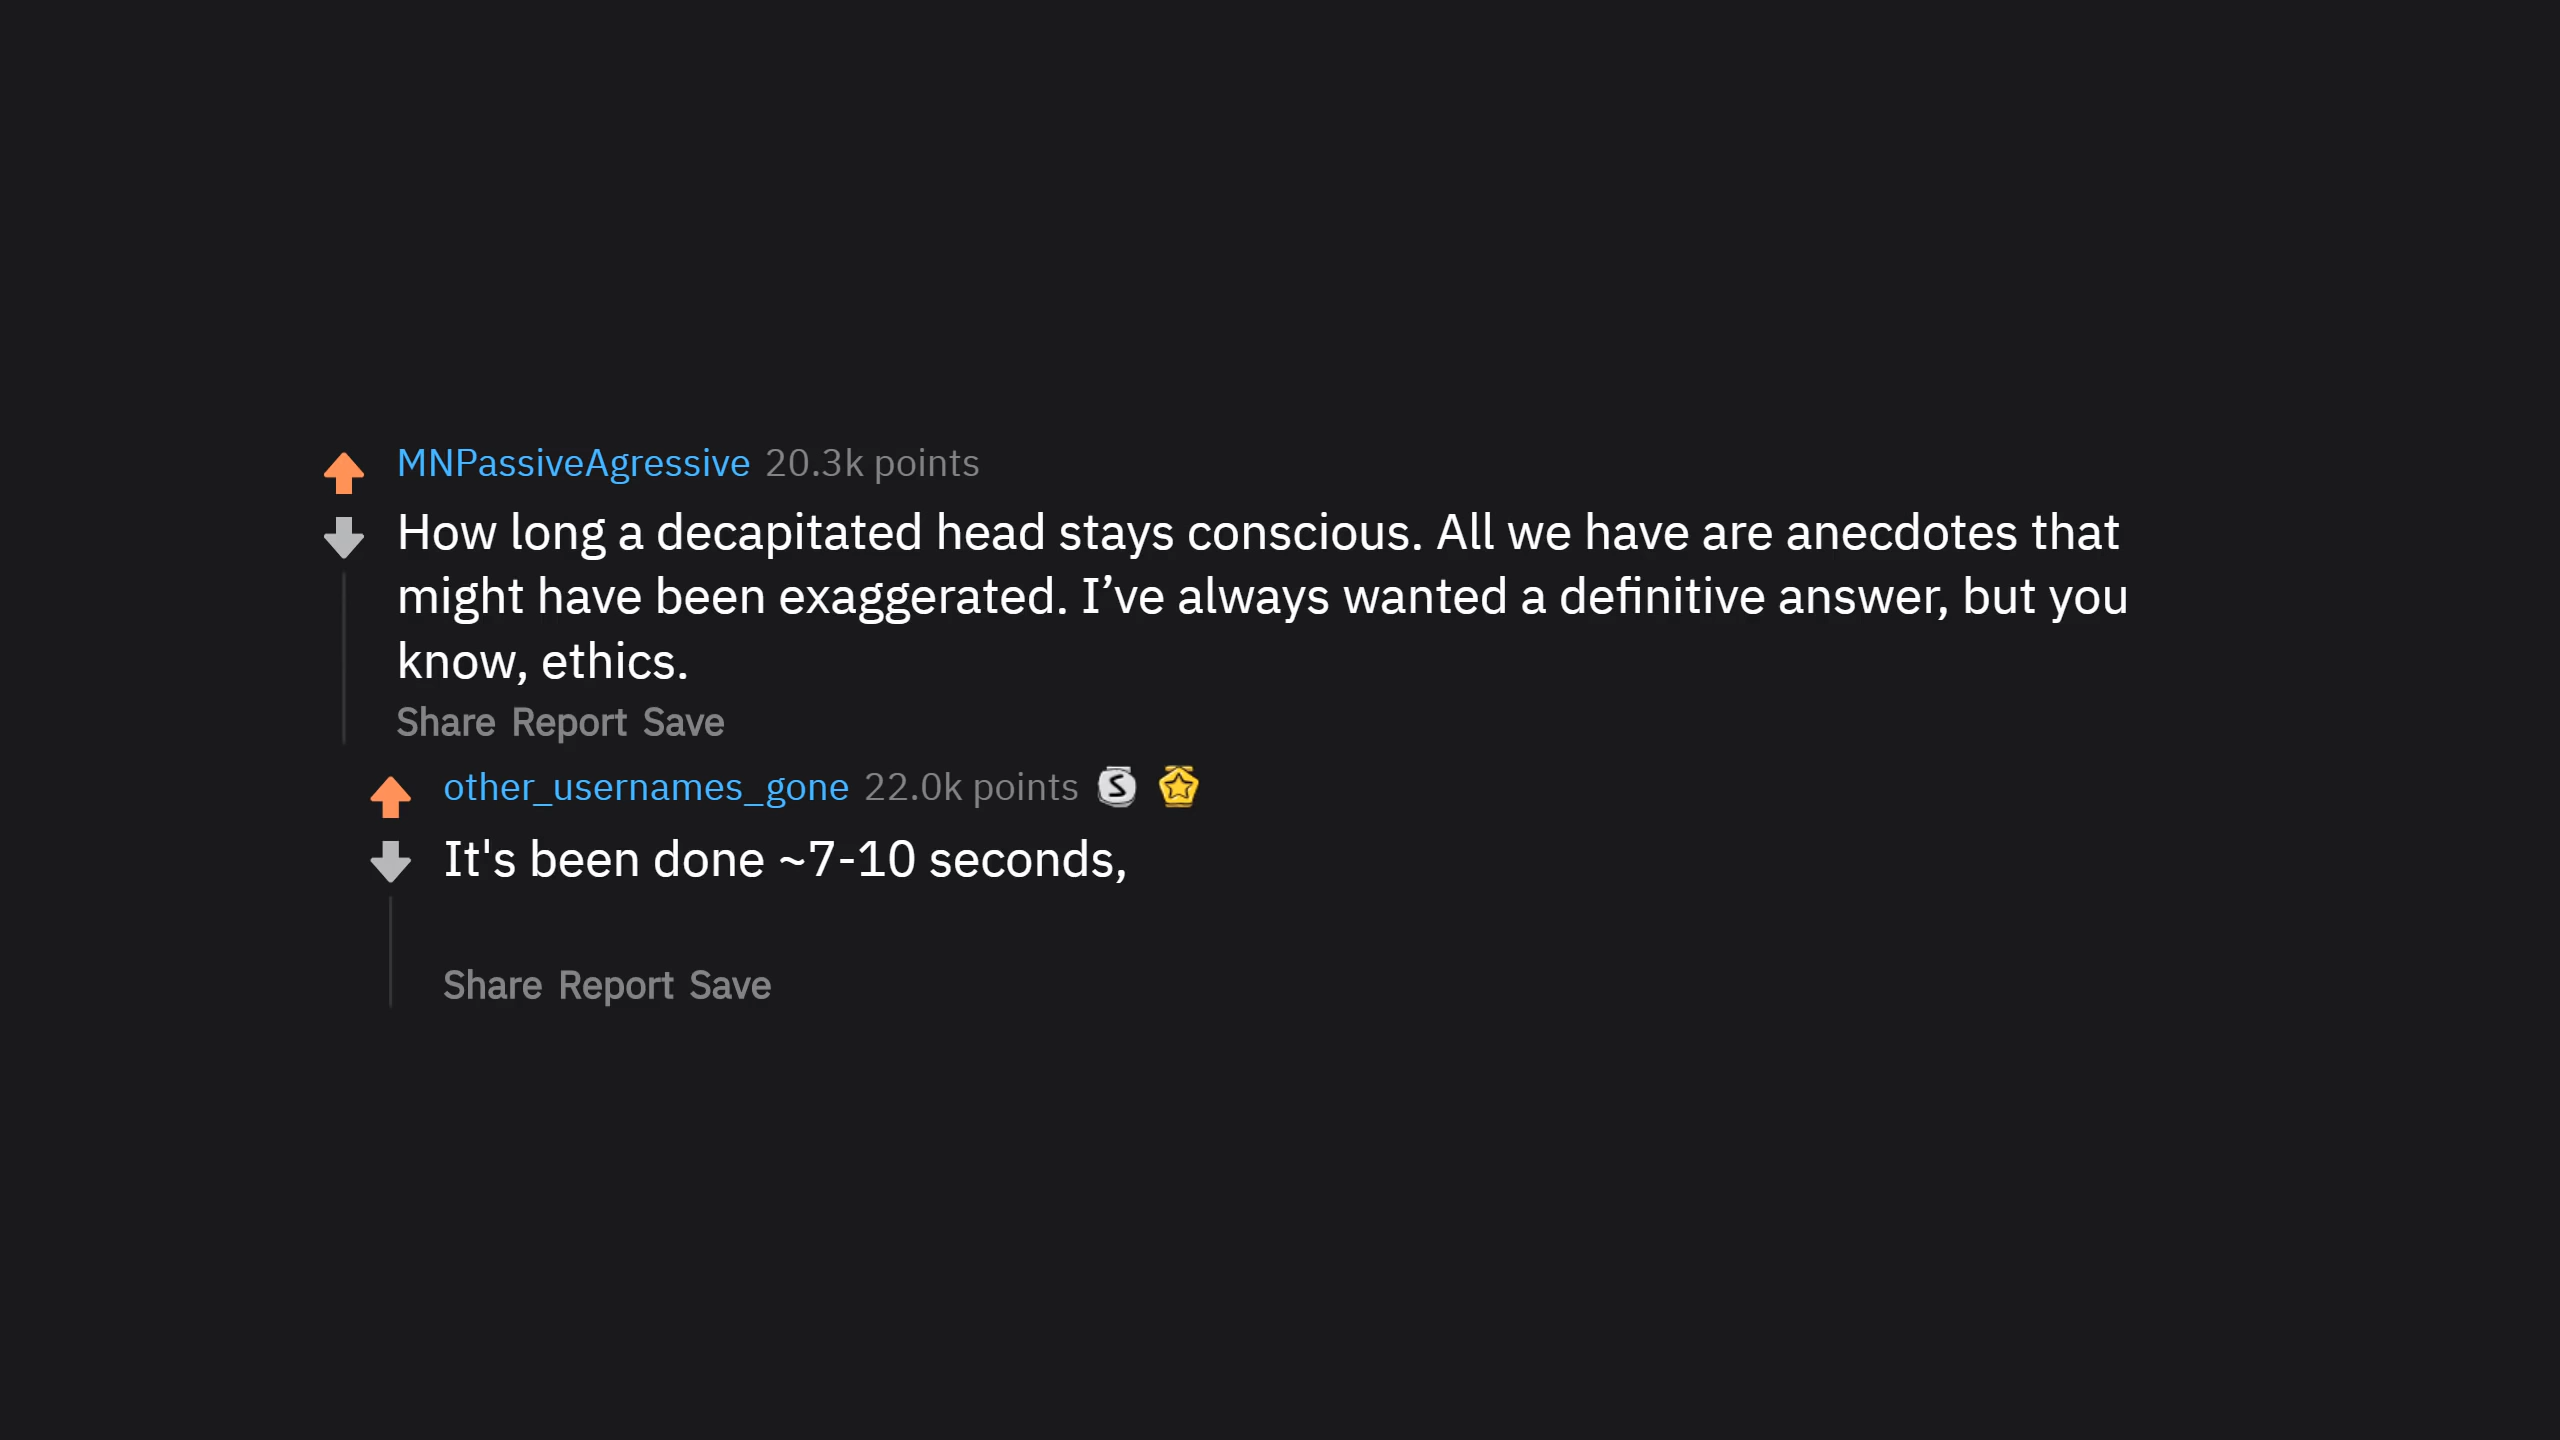 MNPassiveAgressive 20.3k points
How long a decapitated head stays conscious. All we have are anecdotes that
might have been exaggerated. I’ve always wanted a definitive answer, but you
know, ethics.
Share Report Save
other_usernames_gone 22.0k points S
It's been done ~7-10 seconds,
Share Report Save